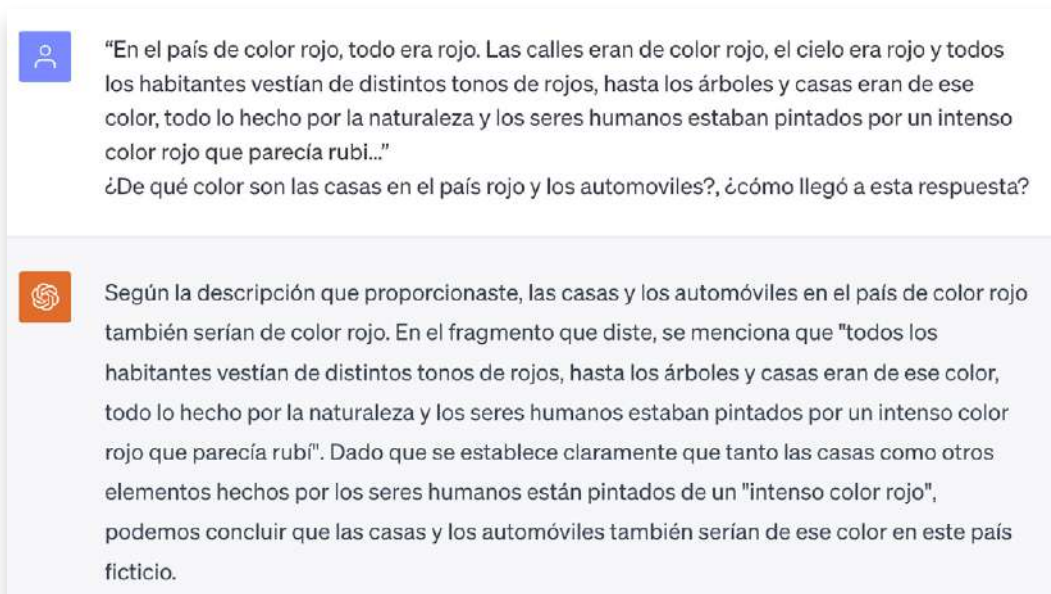 “En el país de color rojo, todo era rojo. Las calles eran de color rojo, el cielo era rojo y todos
los habitantes vestían de distintos tonos de rojos, hasta los árboles y casas eran de ese
color, todo lo hecho por la naturaleza y los seres humanos estaban pintados por un intenso
color rojo que parecía rubi...”
¿De qué color son las casas en el país rojo y los automoviles?, ¿cómo llegó a esta respuesta?
Según la descripción que proporcionaste, las casas y los automóviles en el país de color rojo
también serían de color rojo. En el fragmento que diste, se menciona que "todos los
habitantes vestían de distintos tonos de rojos, hasta los árboles y casas eran de ese color,
todo lo hecho por la naturaleza y los seres humanos estaban pintados por un intenso color
rojo que parecía rubí". Dado que se establece claramente que tanto las casas como otros
elementos hechos por los seres humanos están pintados de un "intenso color rojo",
podemos concluir que las casas y los automóviles también serían de ese color en este país
ficticio.